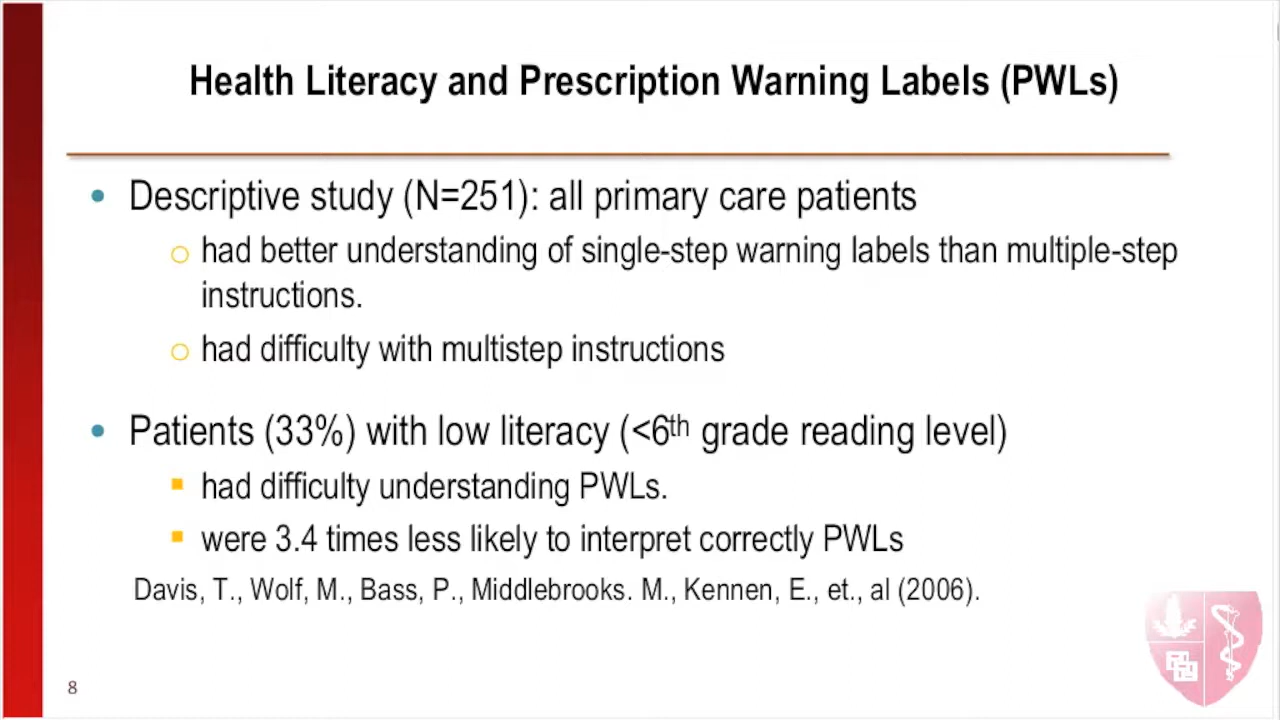 Health Literacy and Prescription Warning Labels (PWLs)
Descriptive study (N=251): all primary care patients
had better understanding of single-step warning labels than multiple-step
instructions.
had difficulty with multistep instructions
Patients (33%) with low literacy (<6th grade reading level)
had difficulty understanding PWLs.
were 3.4 times less likely to interpret correctly PWLs
Davis, T., Wolf, M., Bass, P., Middlebrooks. M., Kennen, E., et., al (2006).
8